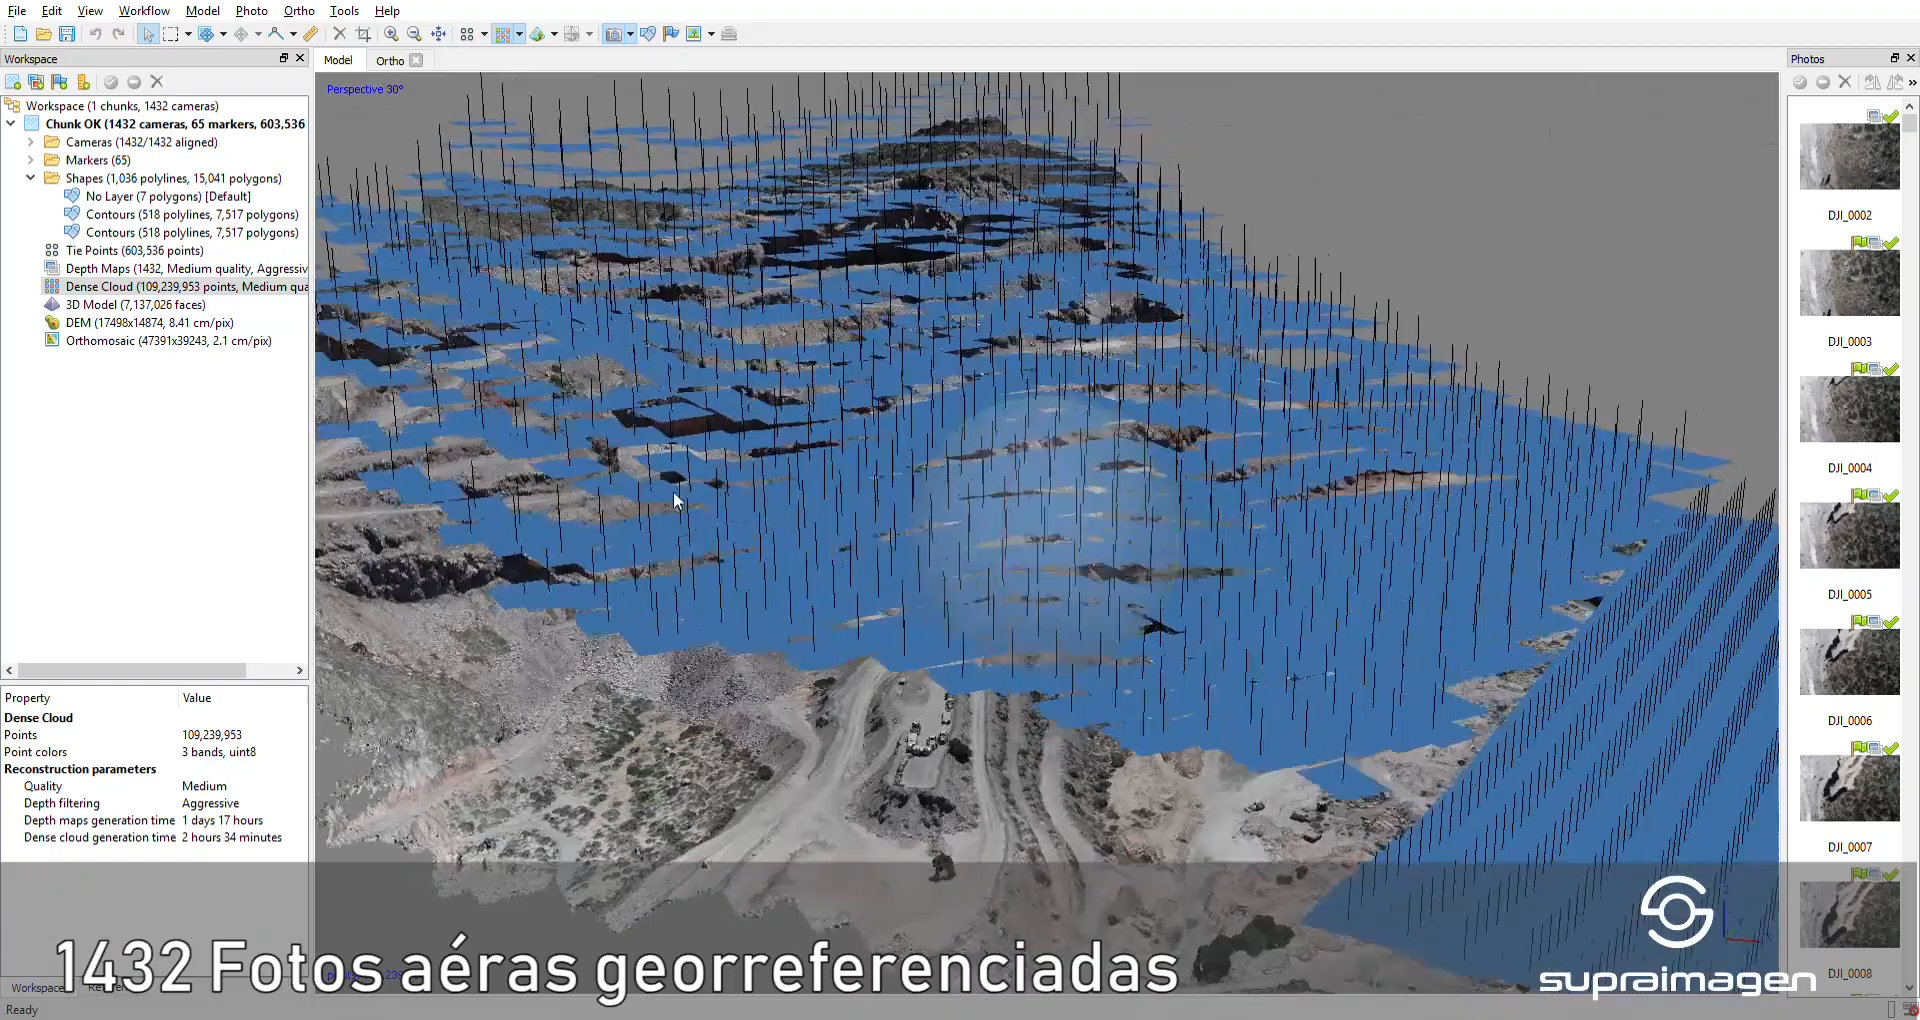 File Edit View Workflow Model Photo Ortho Tools Help
Workspace
Model
Ortho
Photos
Perspective 30°
Workspace (1 chunks, 1432 cameras)
Chunk OK (1432 cameras, 65 markers, 603,536
Cameras (1432/1432 aligned)
Markers (65)
Shapes (1,036 polylines, 15,041 polygons)
No Layer (7 polygons) [Default]
Contours (518 polylines, 7,517 polygons)
Contours (518 polylines, 7,517 polygons)
Tie Points (603,536 points)
Depth Maps (1432, Medium quality, Aggressiv
Dense Cloud (109,239,953 points, Medium qua
3D Model (7,137,026 faces)
DEM (17498x14874, 8.41 cm/pix)
Orthomosaic (47391x39243, 2.1 cm/pix)
Property Value
Dense Cloud
Points 109,239,953
Point colors 3 bands, uint8
Reconstruction parameters
Quality Medium
Depth filtering Aggressive
Depth maps generation time 1 days 17 hours
Dense cloud generation time 2 hours 34 minutes
DJI_0002
DJI_0003
DJI_0004
DJI_0005
DJI_0006
DJI_0007
DJI_0008
1432 Fotos aéras georreferenciadas
supraimagen
Workspace
Ready